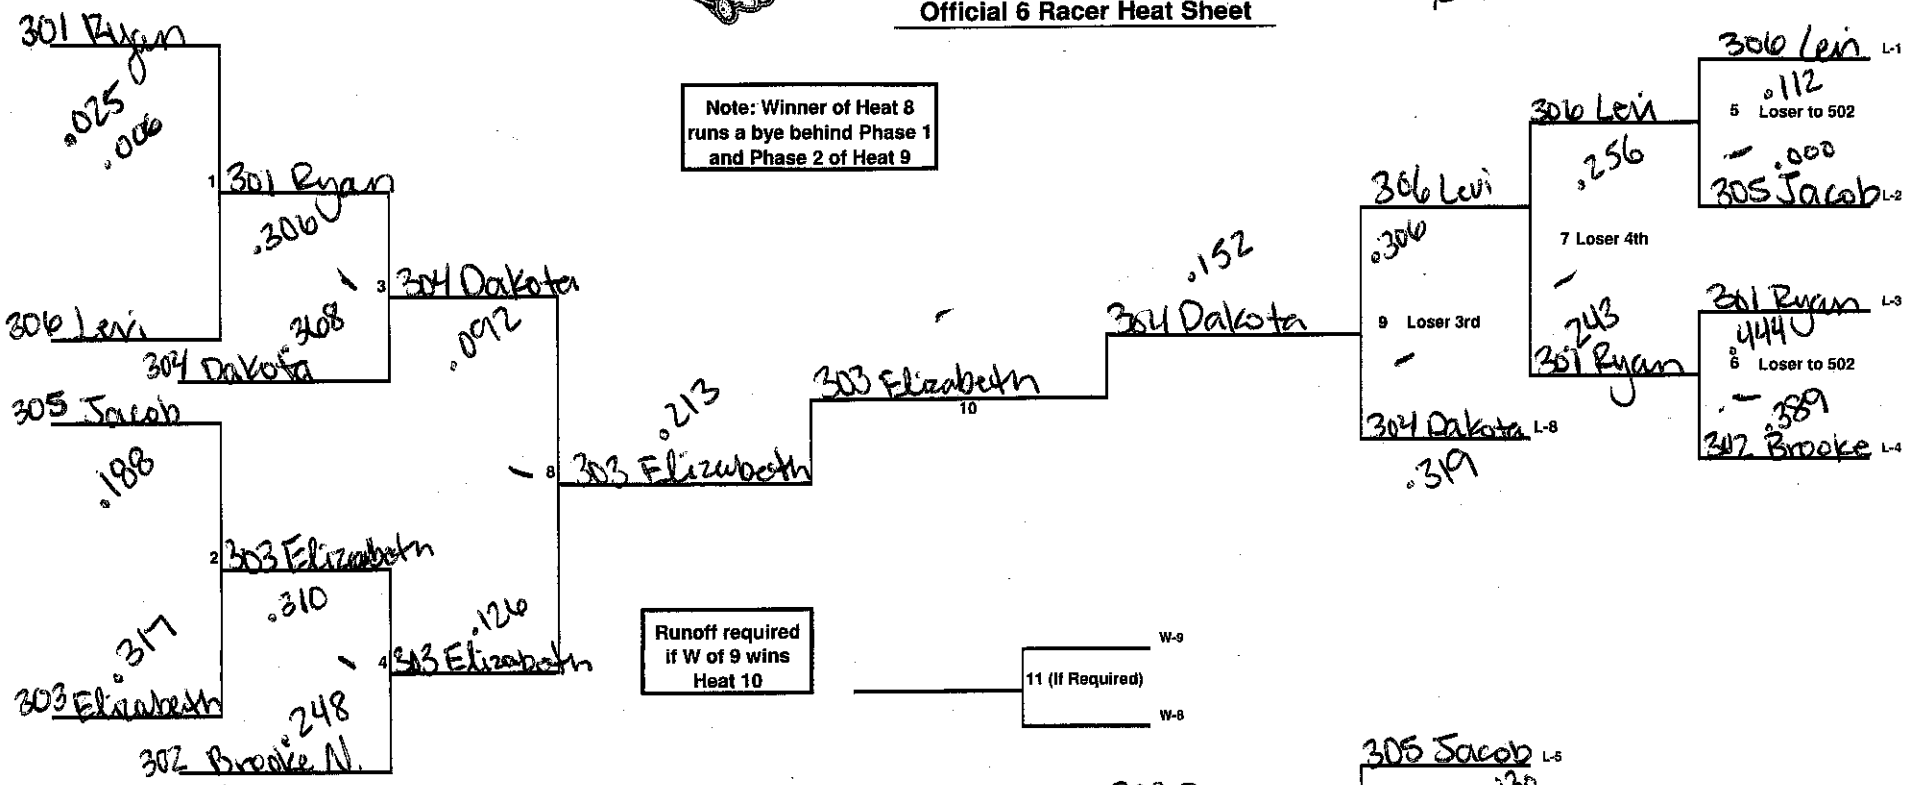 Official 6 Racer Heat Sheet
301 Ryan
.025
.006
1
301 Ryan
.306
306 Levi
304 Dakota
.368
3
304 Dakota
.092
305 Jacob
.188
2
303 Elizabeth
.310
.317
303 Elizabeth
302 Brooke N.
.248
4
303 Elizabeth
.126
8
303 Elizabeth
.213
Note: Winner of Heat 8
runs a bye behind Phase 1
and Phase 2 of Heat 9
303 Elizabeth
10
304 Dakota
.152
Runoff required
if W of 9 wins
Heat 10
11 (If Required)
W-9
W-8
306 Levi
.306
9 Loser 3rd
304 Dakota L-8
.319
306 Levi
.256
7 Loser 4th
.243
301 Ryan
306 Levi L-1
.112
5 Loser to 502
.000
305 Jacob L-2
301 Ryan L-3
.444
6 Loser to 502
.389
302 Brooke L-4
305 Jacob L-5